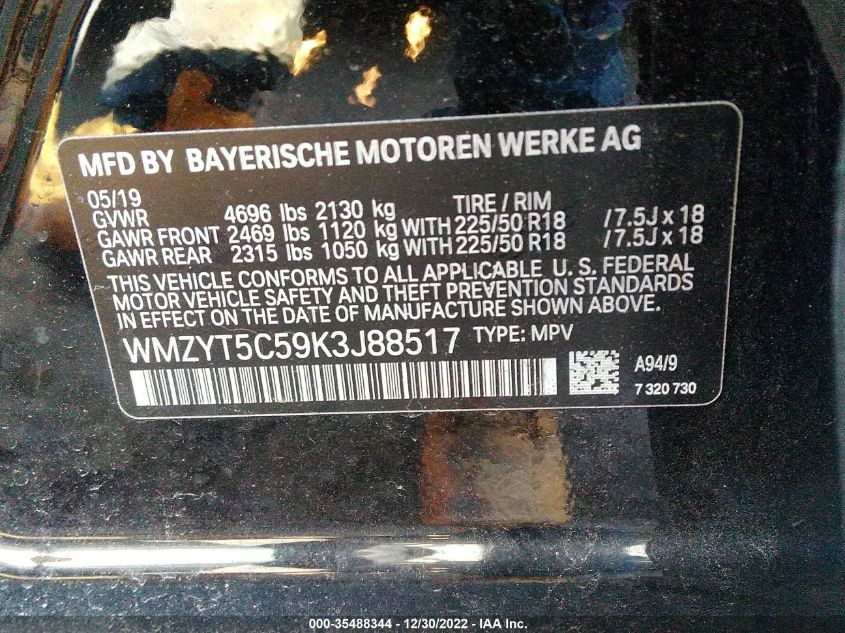 MFD BY BAYERISCHE MOTOREN WERKE AG
05/19 TIRE / RIM
GVWR 4696 lbs 2130 kg
GAWR FRONT 2469 lbs 1120 kg WITH 225/50 R18 /7.5J x 18
GAWR REAR 2315 lbs 1050 kg WITH 225/50 R18 /7.5J x 18
THIS VEHICLE CONFORMS TO ALL APPLICABLE U. S. FEDERAL
MOTOR VEHICLE SAFETY AND THEFT PREVENTION STANDARDS
IN EFFECT ON THE DATE OF MANUFACTURE SHOWN ABOVE.
WMZYT5C59K3J88517 TYPE: MPV
A94/9
7 320 730
000-35488344 - 12/30/2022 - IAA Inc.